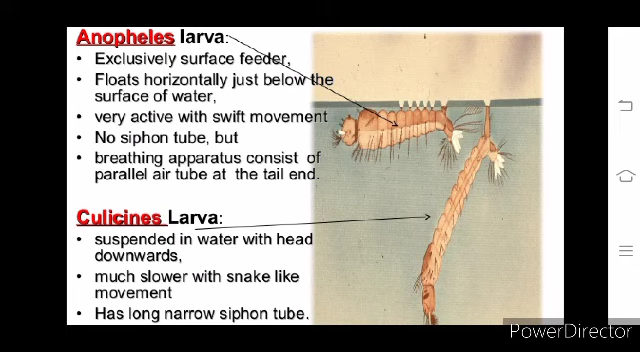 Anopheles larva:
• Exclusively surface feeder,
• Floats horizontally just below the
surface of water,
• very active with swift movement
• No siphon tube, but
• breathing apparatus consist of
parallel air tube at the tail end.
Culicines Larva:
• suspended in water with head
downwards,
• much slower with snake like
movement
• Has long narrow siphon tube.
PowerDirector